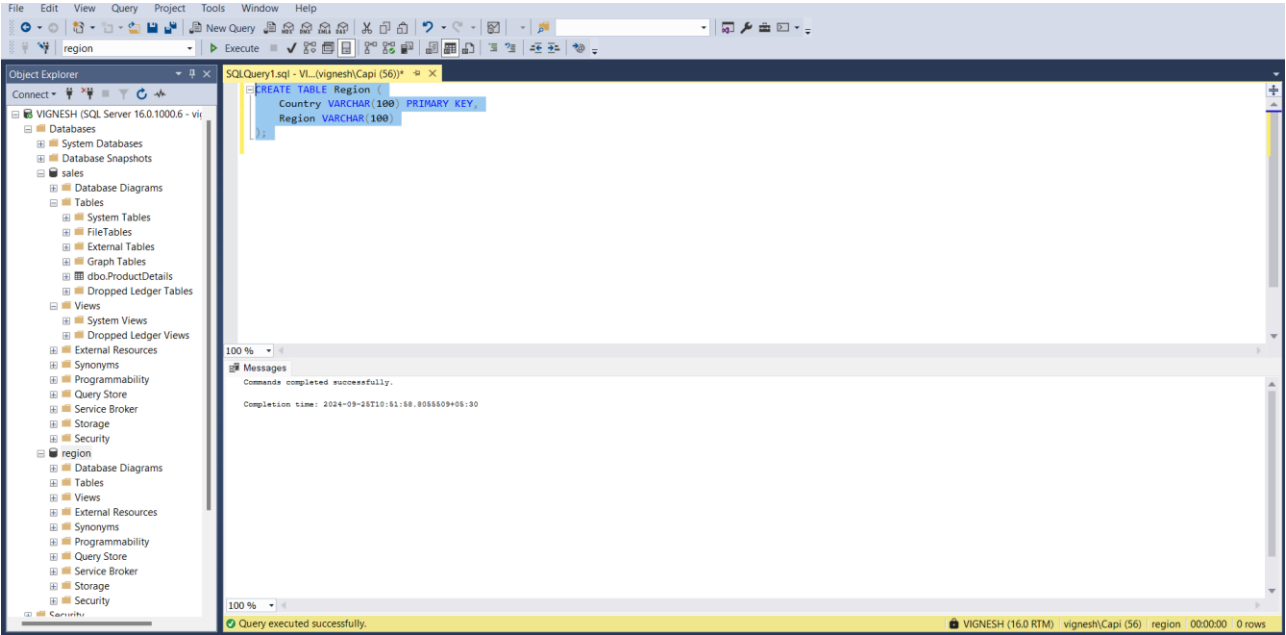 File Edit View Query Project Tools Window Help
New Query
region Execute
Object Explorer
Connect
VIGNESH (SQL Server 16.0.1000.6 - vig
Databases
System Databases
Database Snapshots
sales
Database Diagrams
Tables
System Tables
FileTables
External Tables
Graph Tables
dbo.ProductDetails
Dropped Ledger Tables
Views
System Views
Dropped Ledger Views
External Resources
Synonyms
Programmability
Query Store
Service Broker
Storage
Security
region
Database Diagrams
Tables
Views
External Resources
Synonyms
Programmability
Query Store
Service Broker
Storage
Security
Security
SQLQuery1.sql - VI...(vignesh\Capi (56))*
CREATE TABLE Region (
Country VARCHAR(100) PRIMARY KEY,
Region VARCHAR(100)
);
100 %
Messages
Commands completed successfully.
Completion time: 2024-09-25T10:51:58.8055509+05:30
100 %
Query executed successfully.
VIGNESH (16.0 RTM) vignesh\Capi (56) region 00:00:00 0 rows